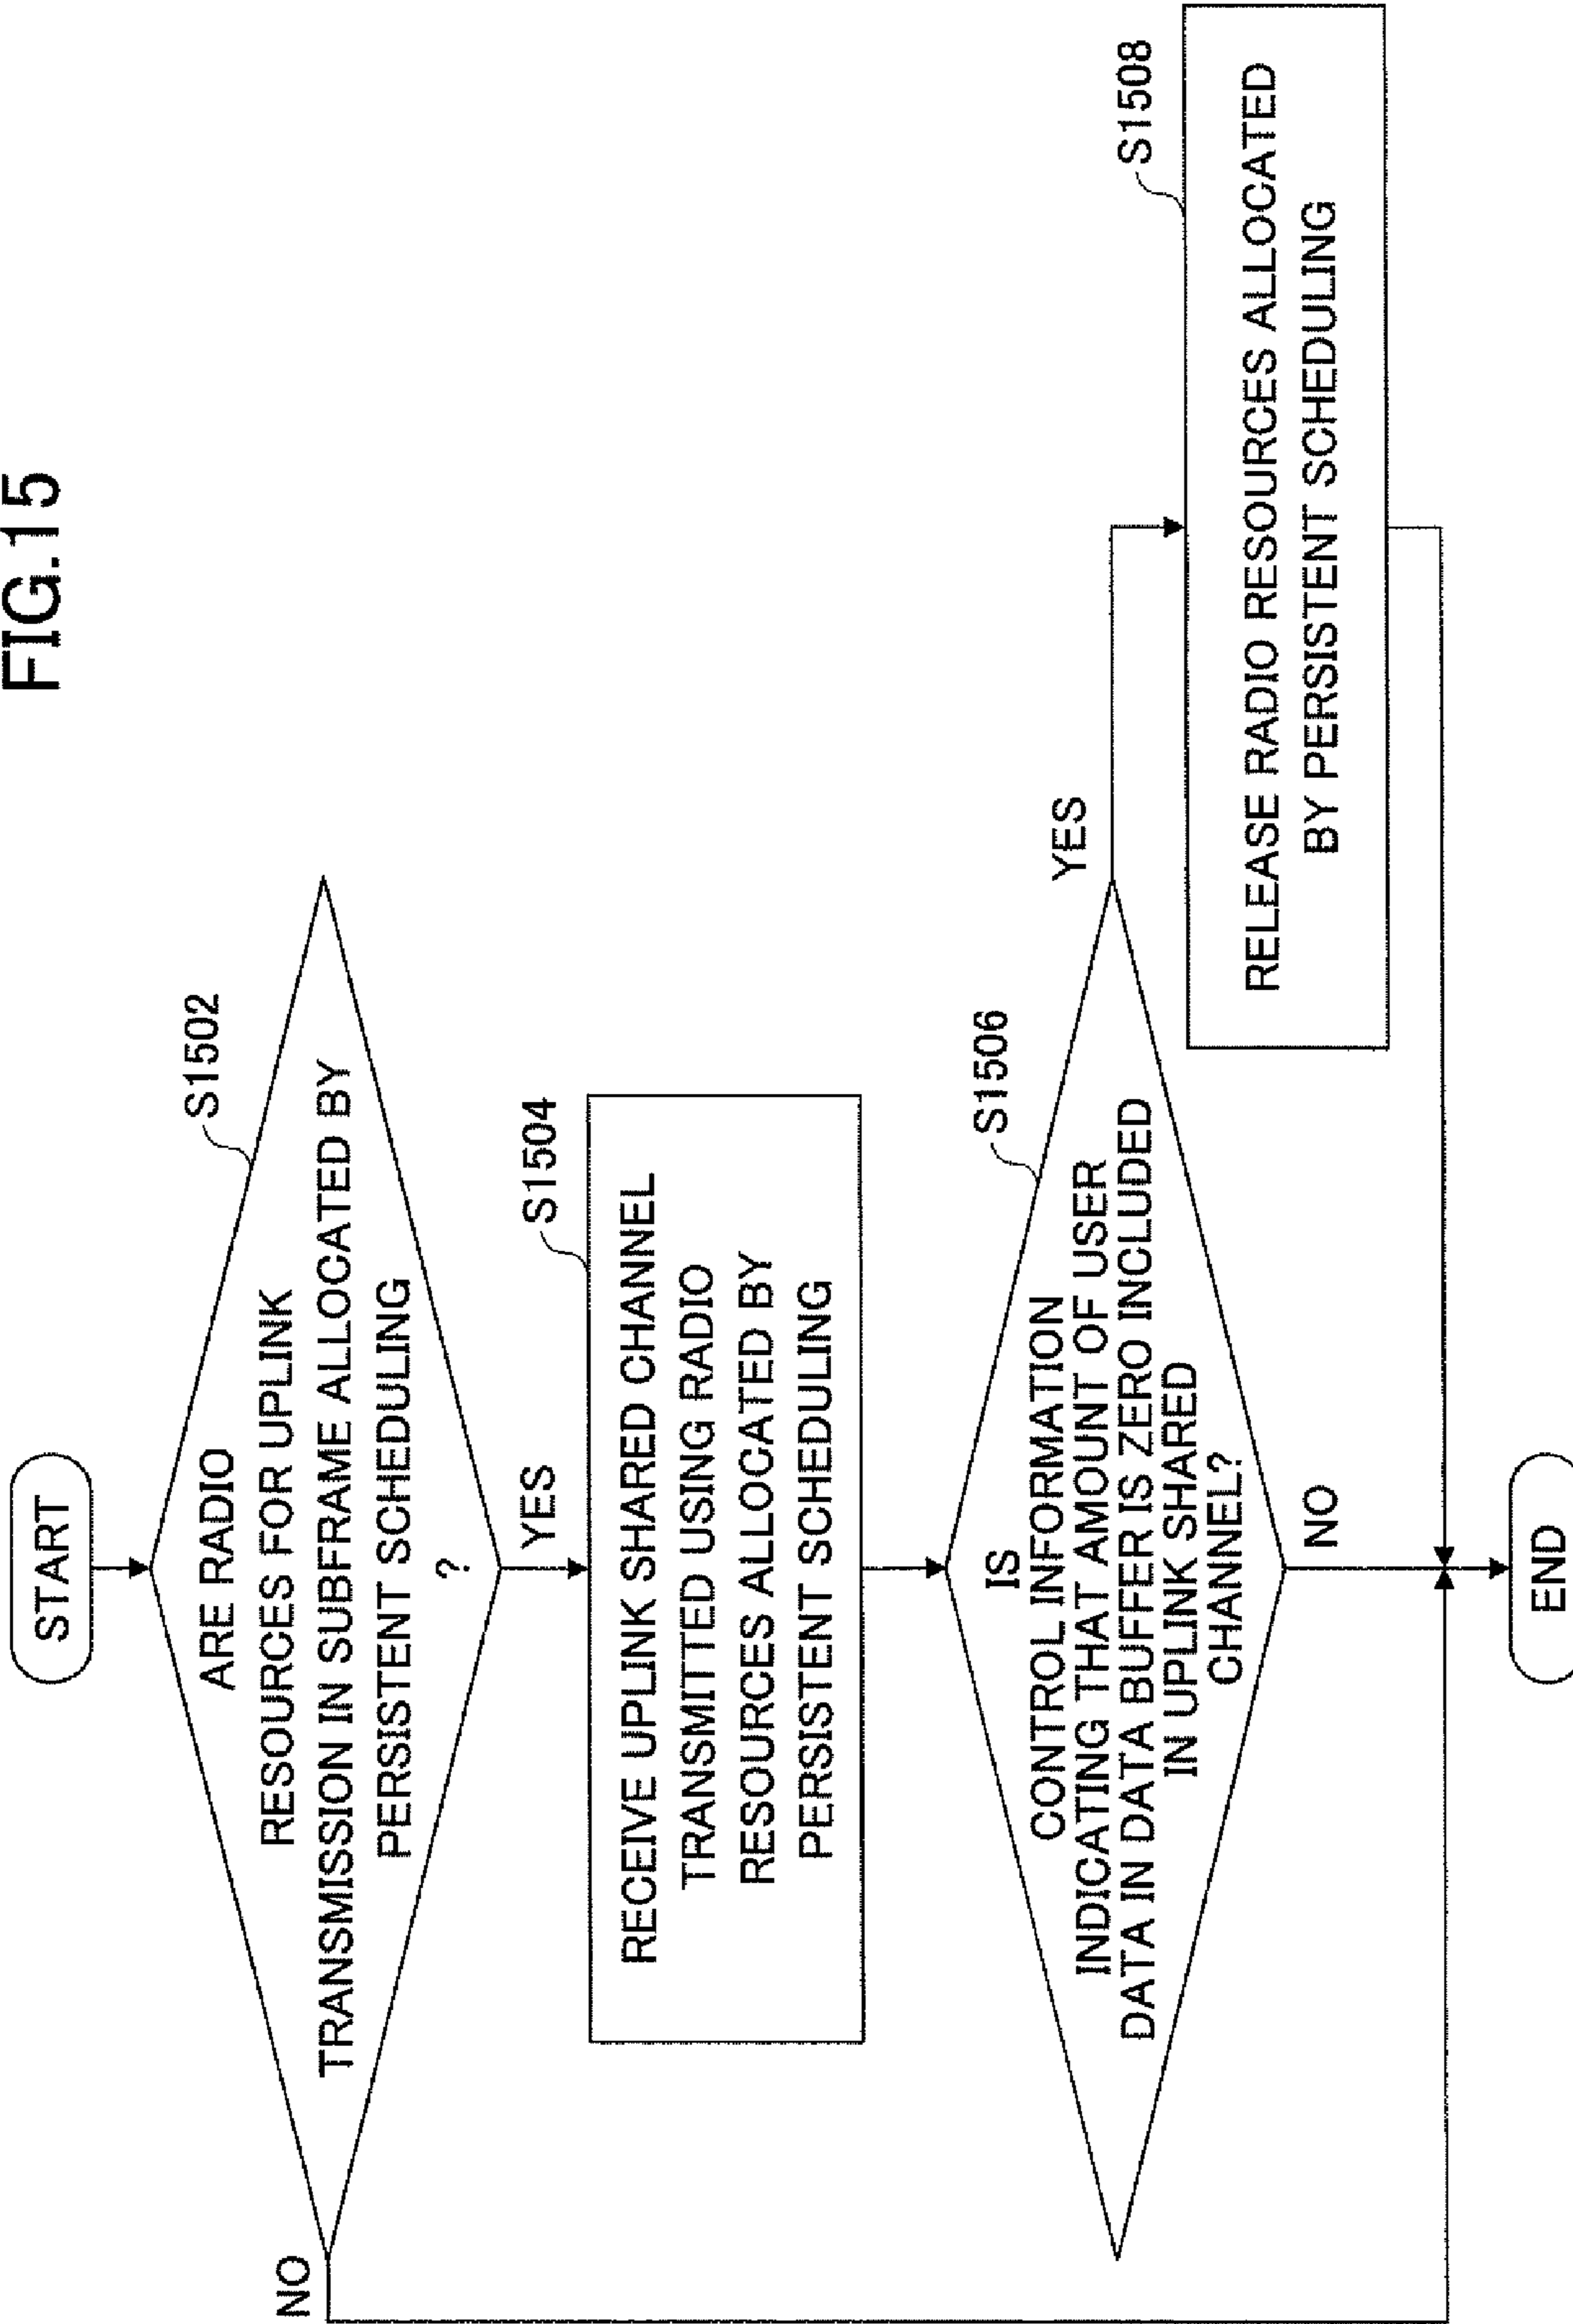 FIG.15
START
S1502
ARE RADIO
RESOURCES FOR UPLINK
TRANSMISSION IN SUBFRAME ALLOCATED BY
PERSISTENT SCHEDULING
?
NO
YES
S1504
RECEIVE UPLINK SHARED CHANNEL
TRANSMITTED USING RADIO
RESOURCES ALLOCATED BY
PERSISTENT SCHEDULING
S1506
IS
CONTROL INFORMATION
INDICATING THAT AMOUNT OF USER
DATA IN DATA BUFFER IS ZERO INCLUDED
IN UPLINK SHARED
CHANNEL?
YES
S1508
RELEASE RADIO RESOURCES ALLOCATED
BY PERSISTENT SCHEDULING
NO
END